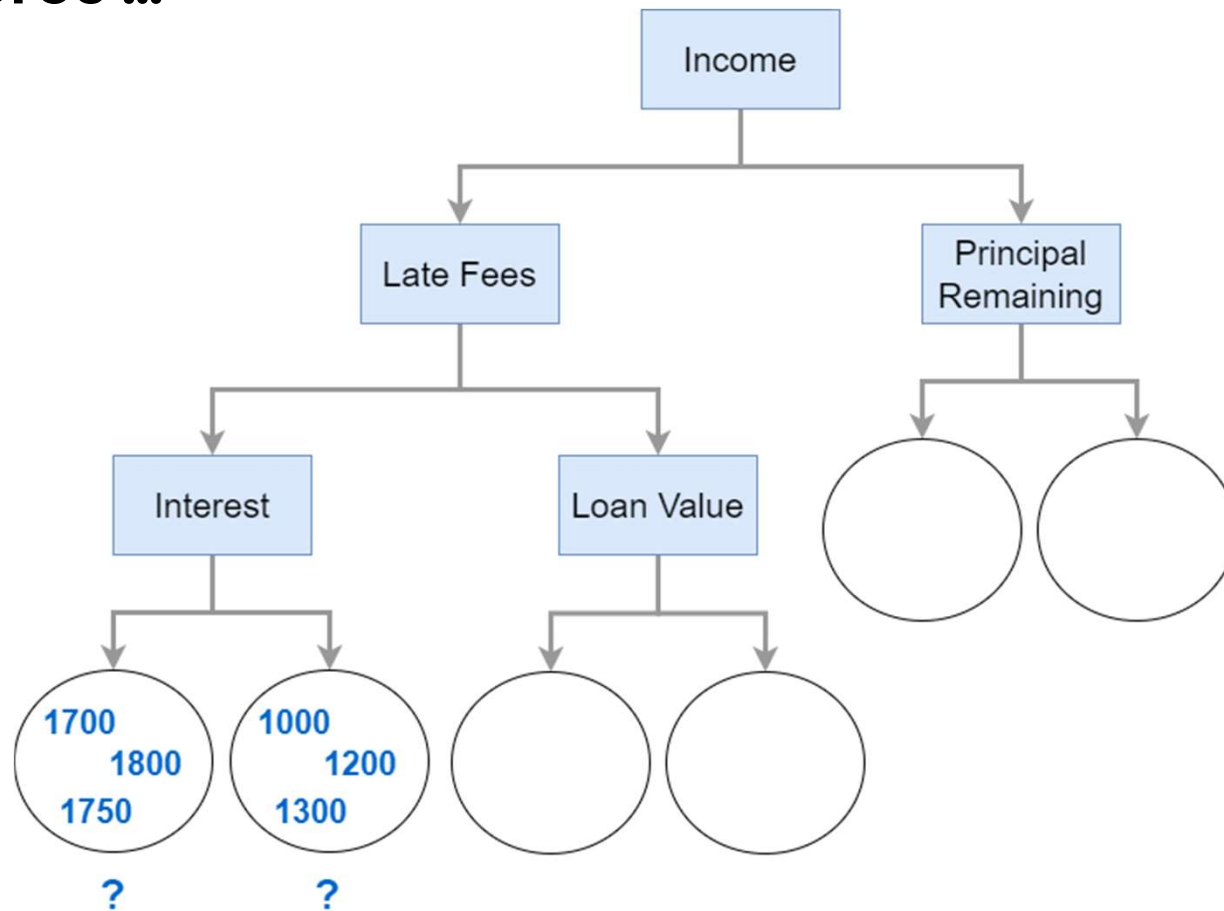 Income
Late Fees
Principal
Remaining
Interest
Loan Value
1700
1800
1750
1000
1200
1300
?
?